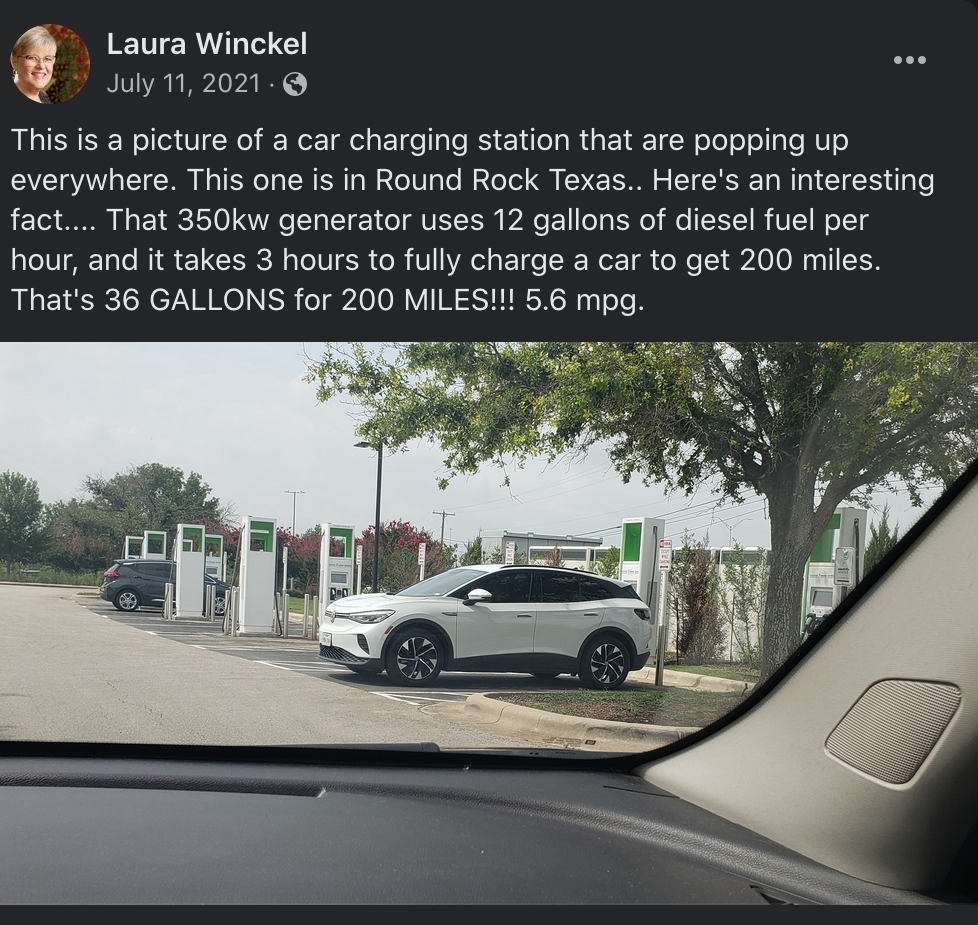 Laura Winckel
July 11, 2021 ·
This is a picture of a car charging station that are popping up
everywhere. This one is in Round Rock Texas.. Here's an interesting
fact.... That 350kw generator uses 12 gallons of diesel fuel per
hour, and it takes 3 hours to fully charge a car to get 200 miles.
That's 36 GALLONS for 200 MILES!!! 5.6 mpg.